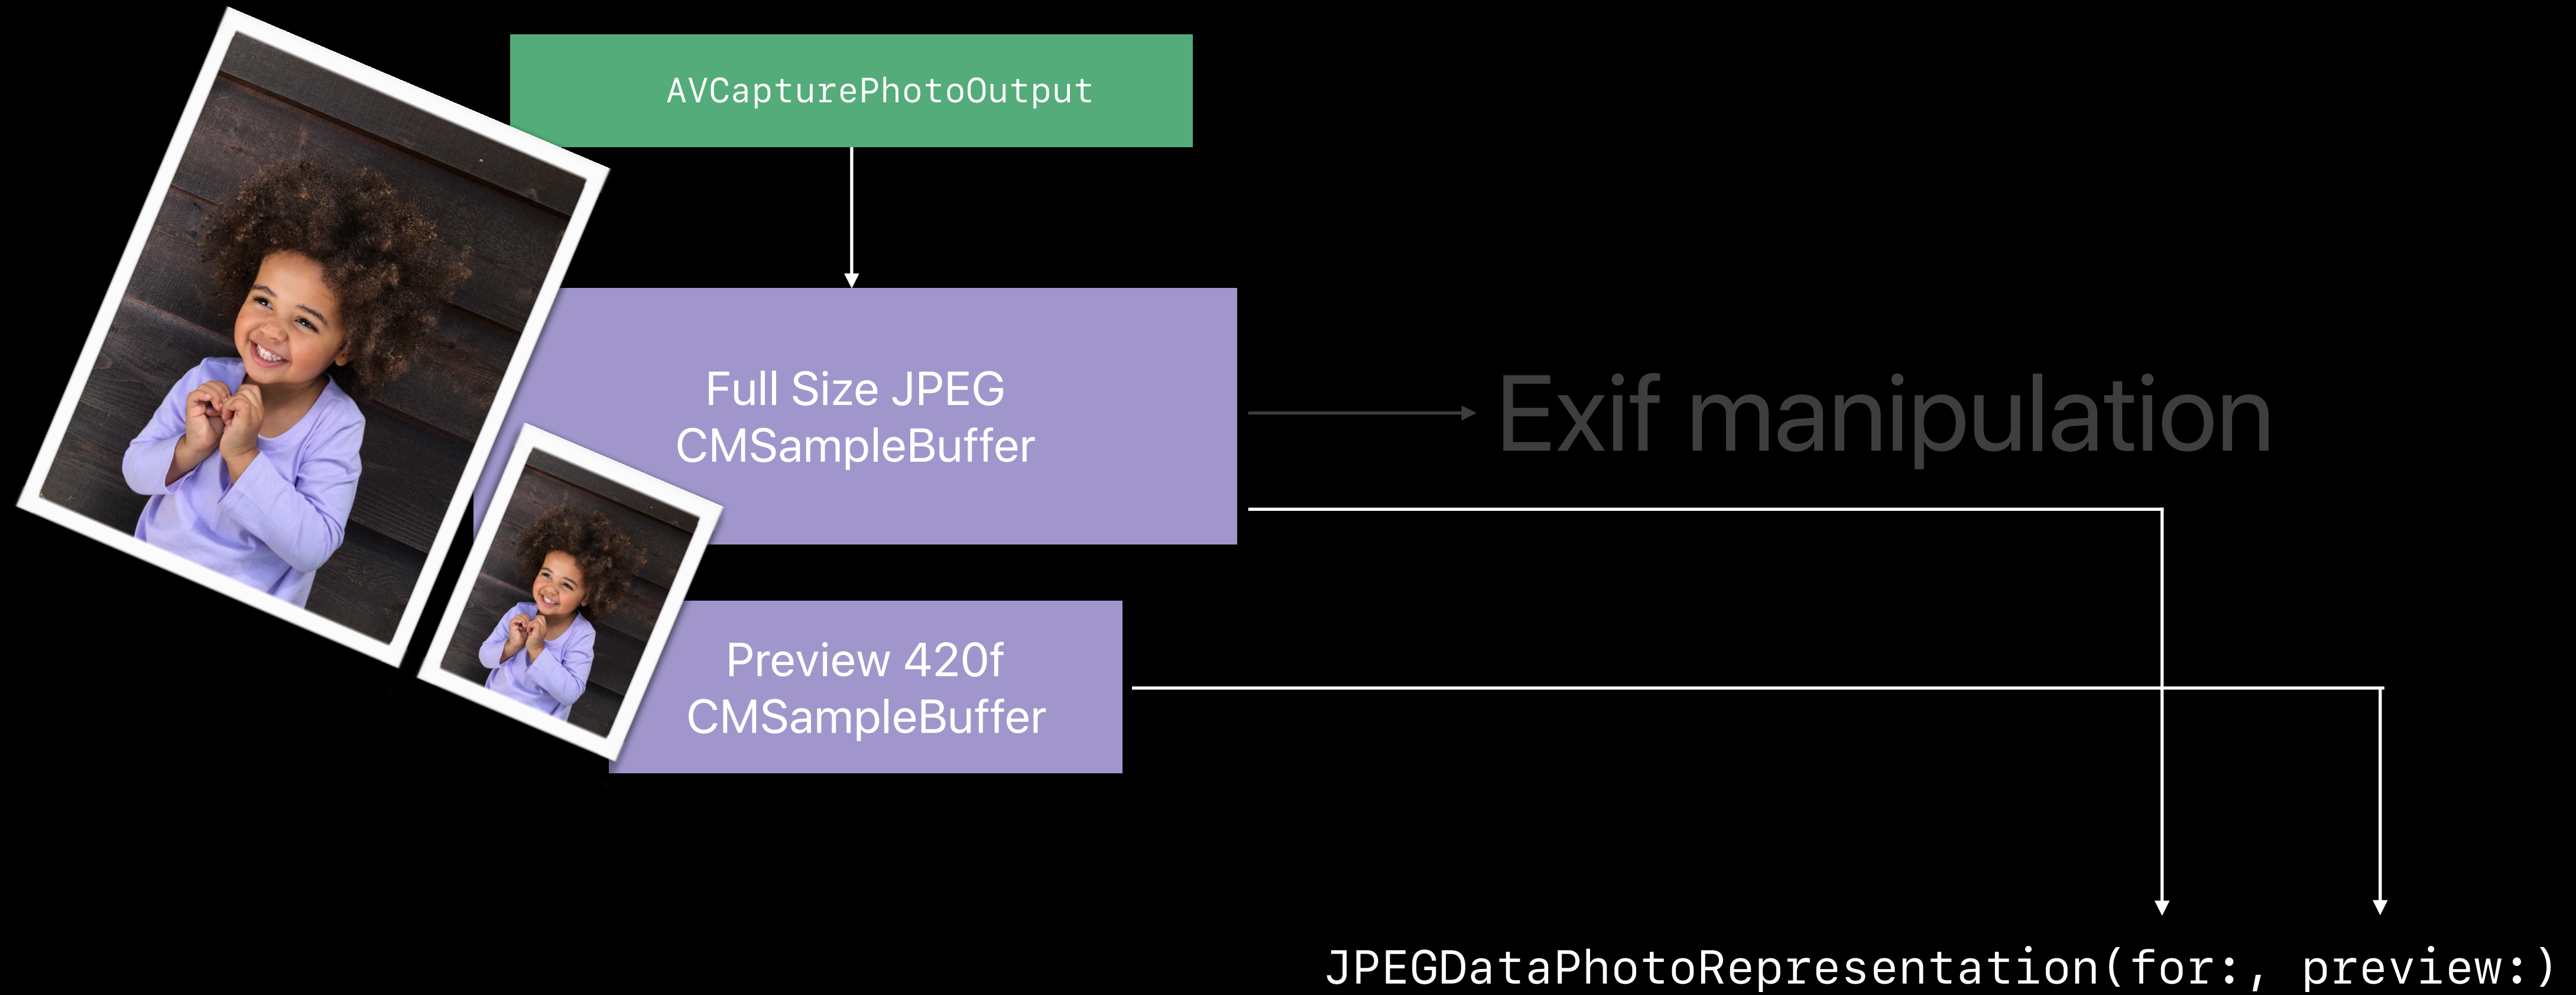 AVCapturePhotoOutput
Full Size JPEG
CMSampleBuffer
Exif manipulation
Preview 420f
CMSampleBuffer
JPEGDataPhotoRepresentation(for:, preview:)